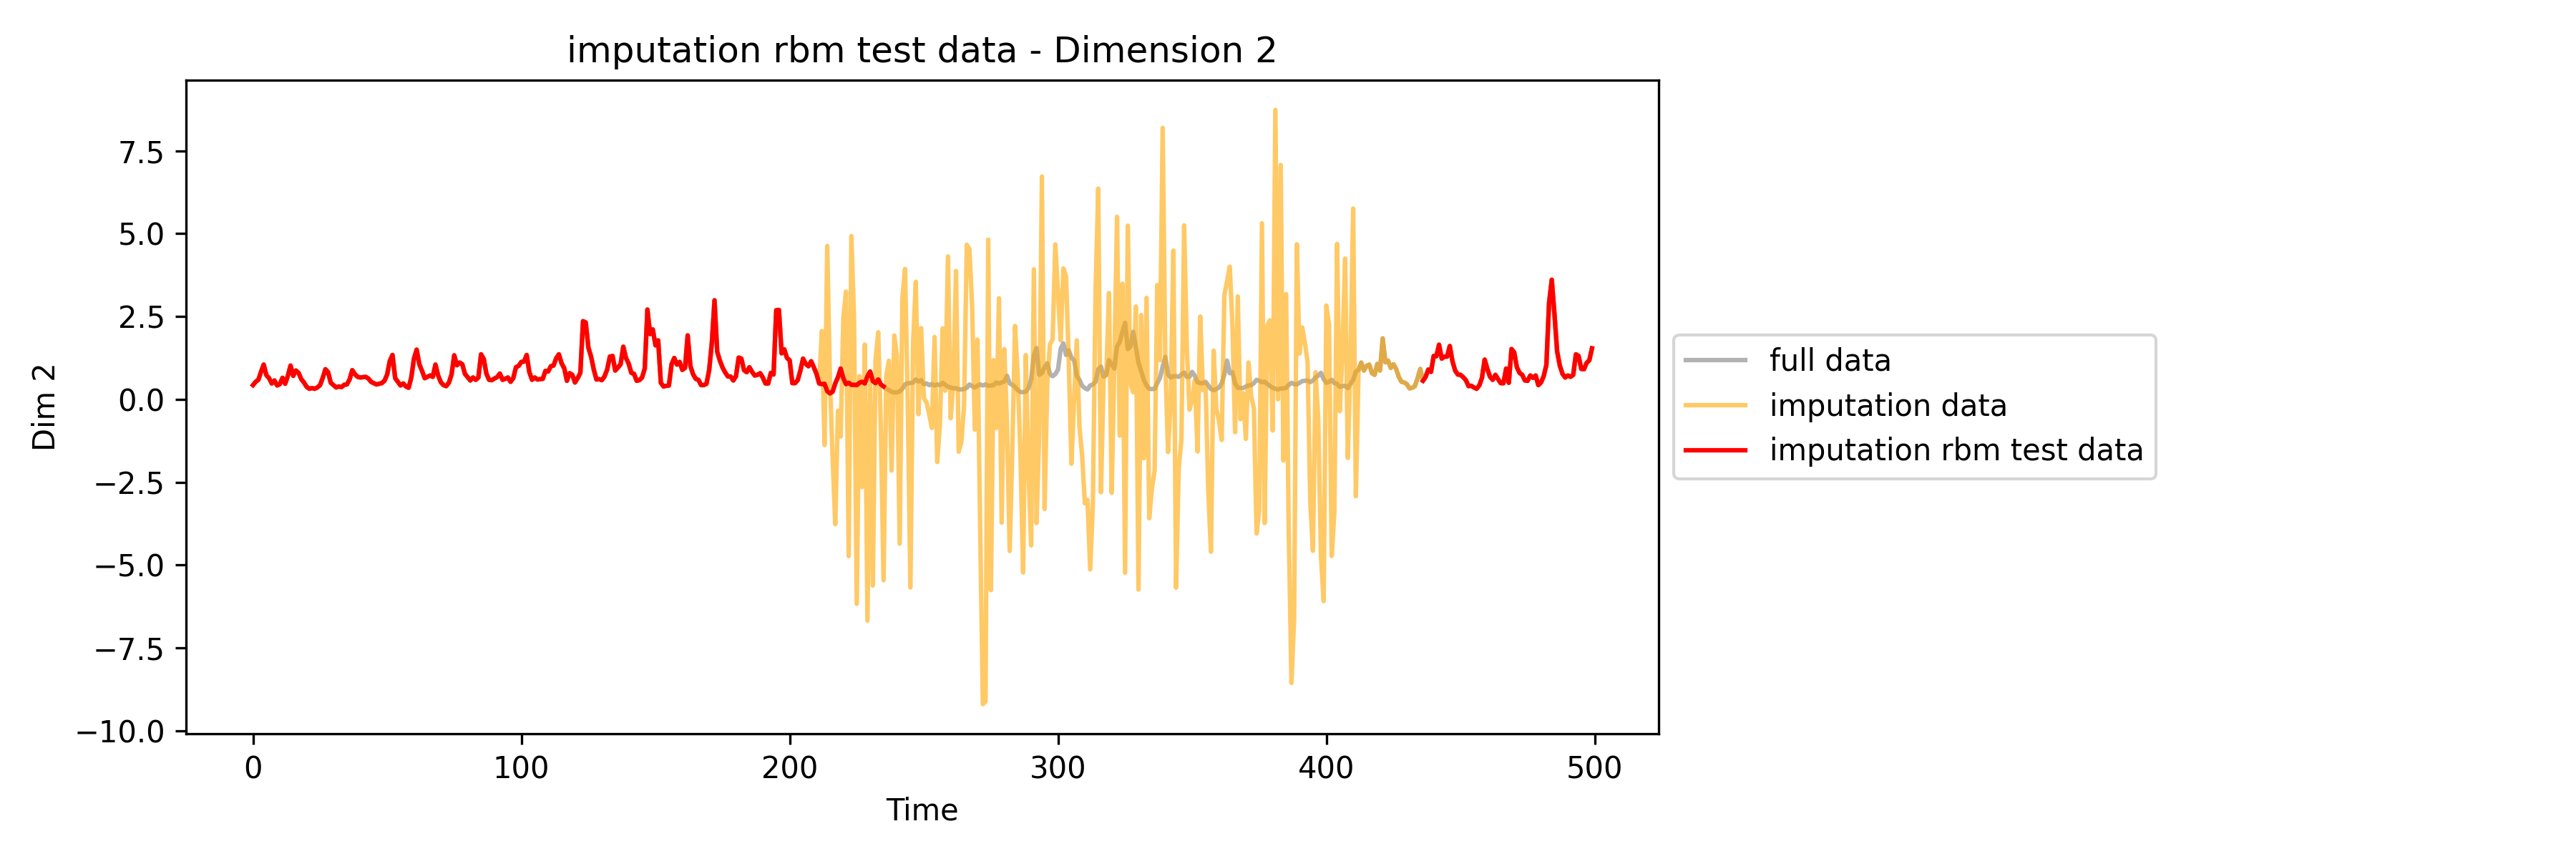 imputation rbm test data - Dimension 2
7.5
5.0
2.5
0.0
−2.5
−5.0
−7.5
−10.0
Dim 2
0 100 200 300 400 500
Time
full data
imputation data
imputation rbm test data